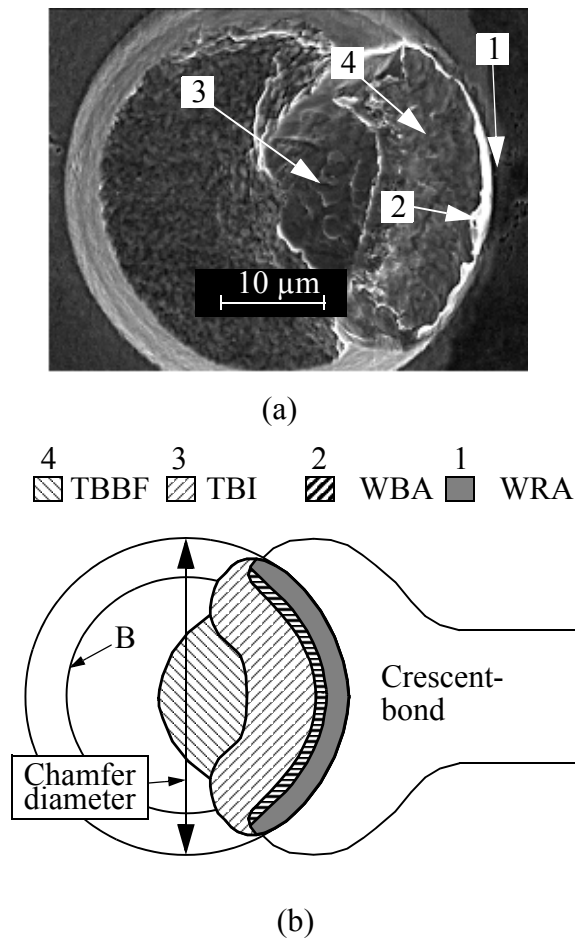 1
4
3
2
10 µm
(a)
4 3 2 1
TBBF TBI WBA WRA
B
Crescent-
bond
Chamfer
diameter
(b)